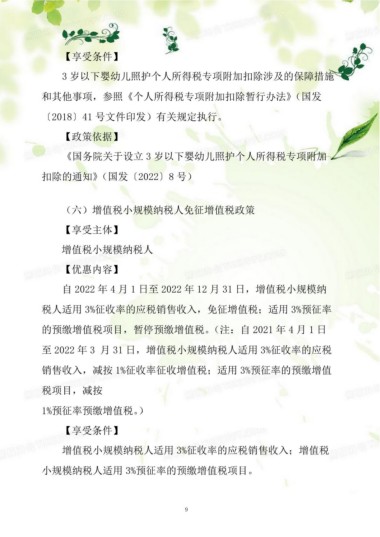 【享受条件】
3 岁以下婴幼儿照护个人所得税专项附加扣除涉及的保障措施
和其他事项，参照《个人所得税专项附加扣除暂行办法》（国发
〔2018〕41 号文件印发）有关规定执行。
【政策依据】
《国务院关于设立 3 岁以下婴幼儿照护个人所得税专项附加
扣除的通知》（国发〔2022〕8 号）
（六）增值税小规模纳税人免征增值税政策
【享受主体】
增值税小规模纳税人
【优惠内容】
自 2022 年 4 月 1 日至 2022 年 12 月 31 日，增值税小规模纳
税人适用 3%征收率的应税销售收入，免征增值税；适用 3%预征率
的预缴增值税项目，暂停预缴增值税。（注：自 2021 年 4 月 1 日
至 2022 年 3 月 31 日，增值税小规模纳税人适用 3%征收率的应税
销售收入，减按 1%征收率征收增值税；适用 3%预征率的预缴增值
税项目，减按
1%预征率预缴增值税。）
【享受条件】
增值税小规模纳税人适用 3%征收率的应税销售收入；增值税
小规模纳税人适用 3%预征率的预缴增值税项目。
9